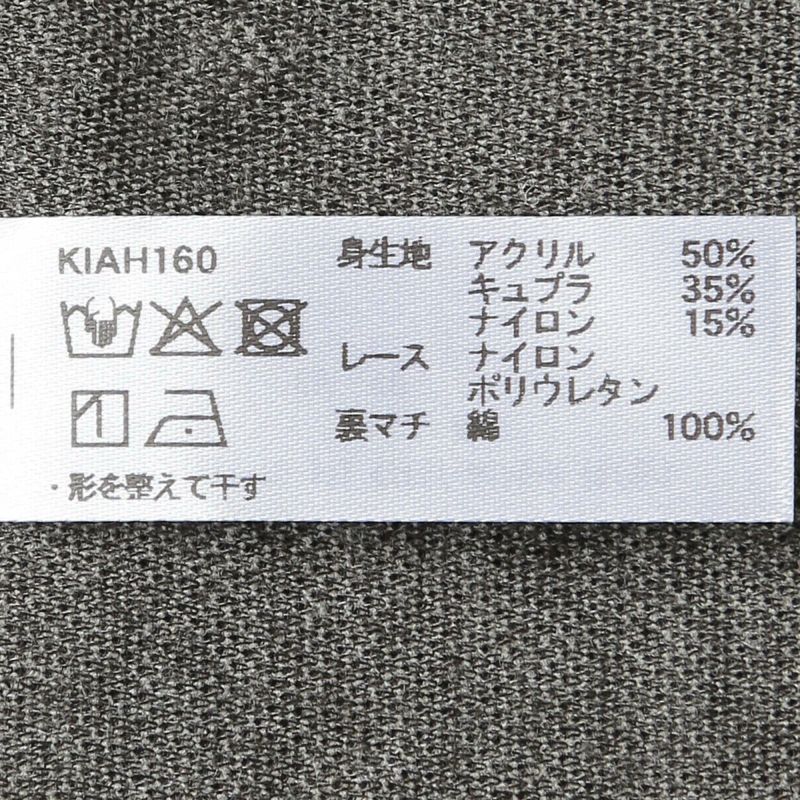 KIAH160
身生地 アクリル 50%
キュプラ 35%
ナイロン 15%
レース ナイロン
ポリウレタン
裏マチ 綿 100%
・形を整えて干す